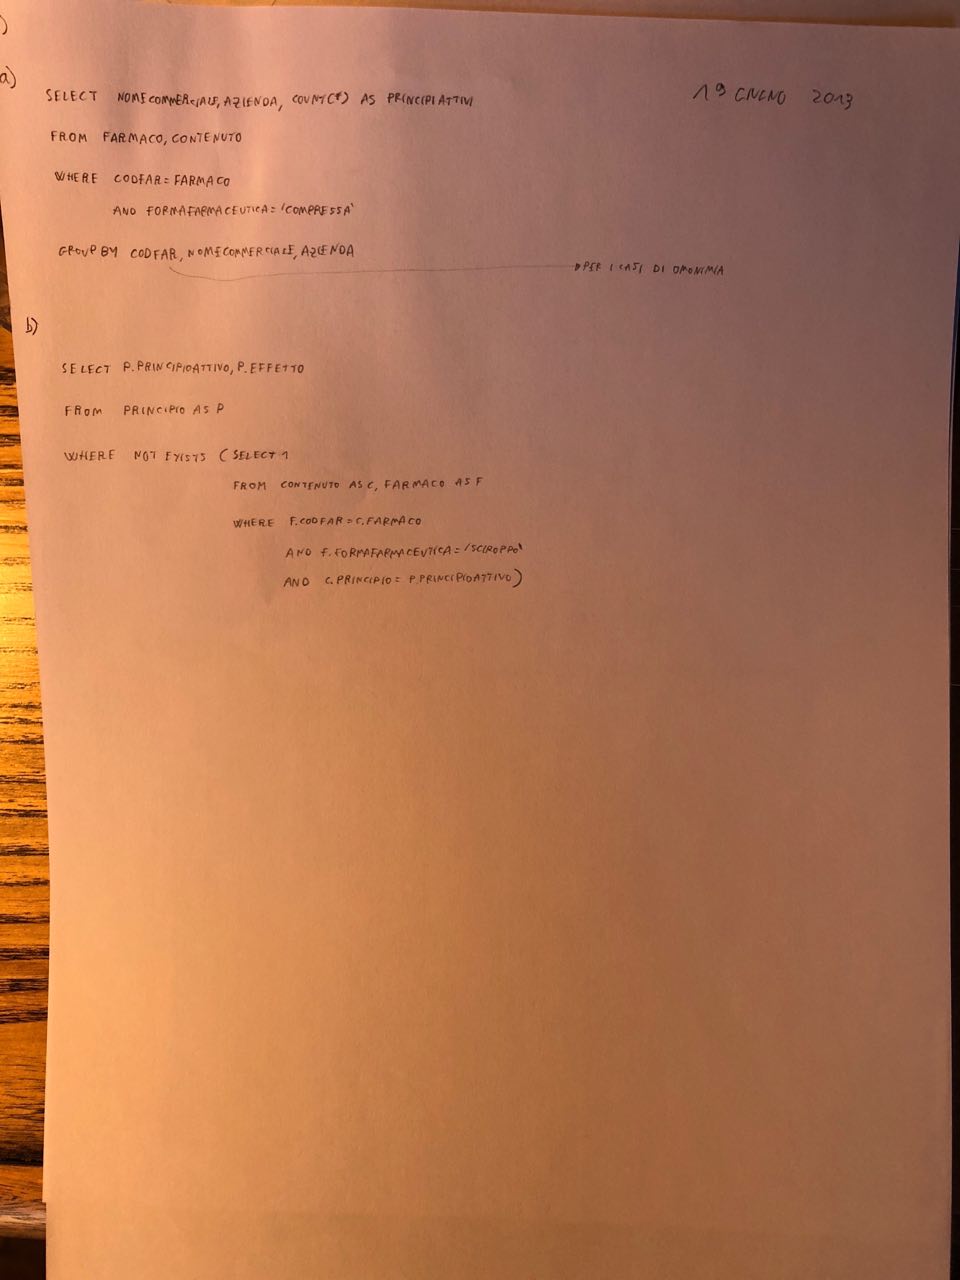 )
a)
SELECT NOMECOMMERCIALE, AZIENDA, COUNT(*) AS PRINCIPIATTIVI
19 GIUGNO 2013
FROM FARMACO, CONTENUTO
WHERE CODFAR = FARMACO
AND FORMAFARMACEUTICA = 'COMPRESSA'
GROUP BY CODFAR, NOMECOMMERCIALE, AZIENDA
PER I CASI DI OMONIMIA
b)
SELECT P.PRINCIPIOATTIVO, P.EFFETTO
FROM PRINCIPIO AS P
WHERE NOT EXISTS (SELECT 1
FROM CONTENUTO AS C, FARMACO AS F
WHERE F.CODFAR = C.FARMACO
AND F.FORMAFARMACEUTICA = 'SCIROPPO'
AND C.PRINCIPIO = P.PRINCIPIOATTIVO)